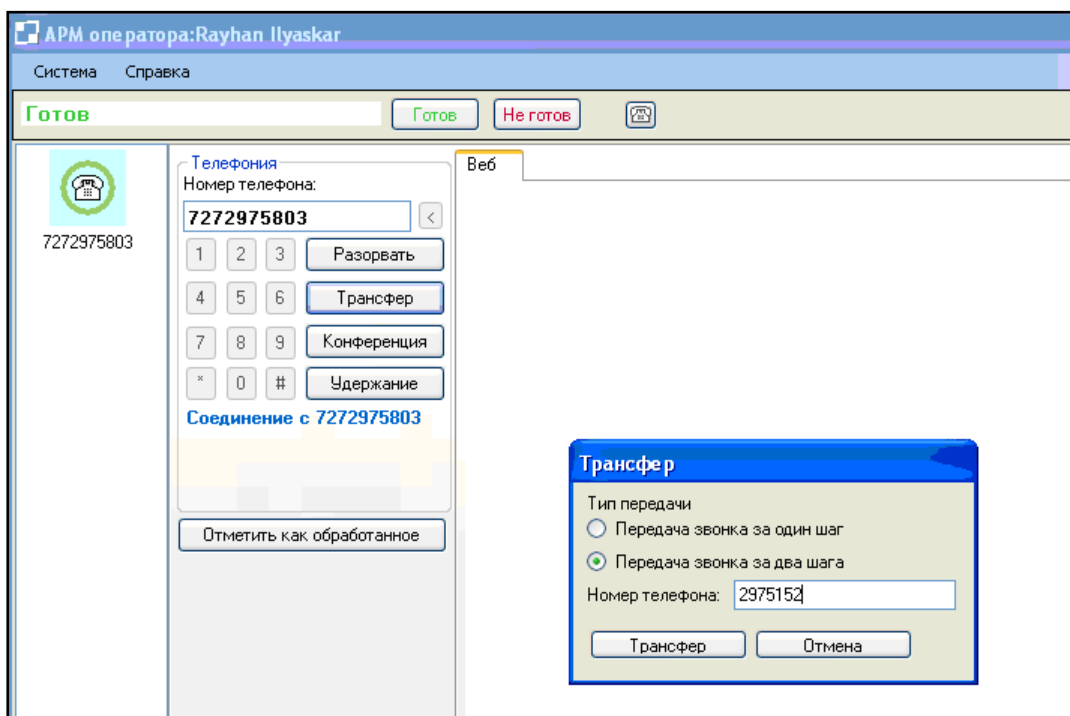 АРМ оператора:Rayhan Ilyaskar
Система Справка
Готов Готов Не готов
7272975803
Телефония
Номер телефона:
7272975803 <
1 2 3 Разорвать
4 5 6 Трансфер
7 8 9 Конференция
* 0 # Удержание
Соединение с 7272975803
Отметить как обработанное
Веб
Трансфер
Тип передачи
Передача звонка за один шаг
Передача звонка за два шага
Номер телефона: 2975152
Трансфер Отмена